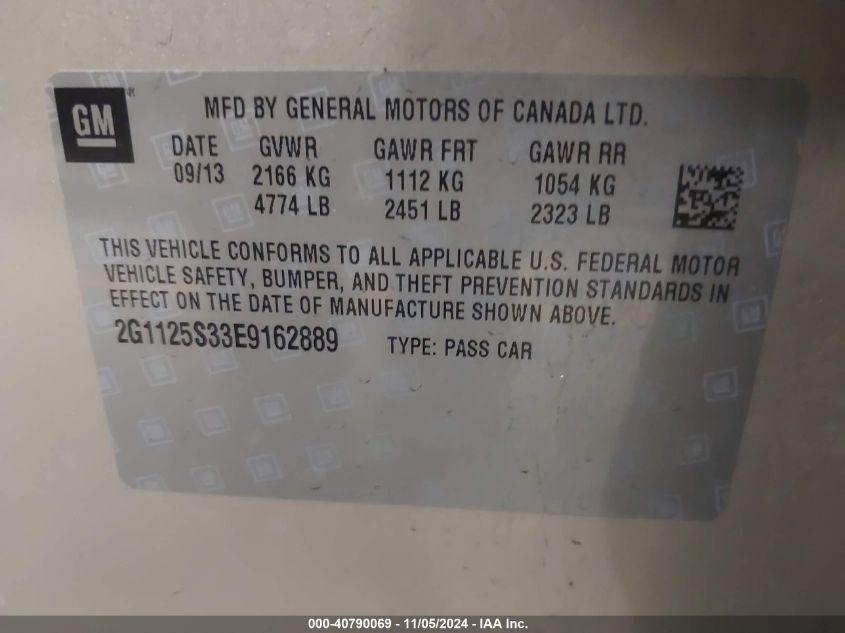 GM
MFD BY GENERAL MOTORS OF CANADA LTD.
DATE GVWR GAWR FRT GAWR RR
09/13 2166 KG 1112 KG 1054 KG
4774 LB 2451 LB 2323 LB
THIS VEHICLE CONFORMS TO ALL APPLICABLE U.S. FEDERAL MOTOR
VEHICLE SAFETY, BUMPER, AND THEFT PREVENTION STANDARDS IN
EFFECT ON THE DATE OF MANUFACTURE SHOWN ABOVE.
2G1125S33E9162889 TYPE: PASS CAR
000-40790069 - 11/05/2024 - IAA Inc.